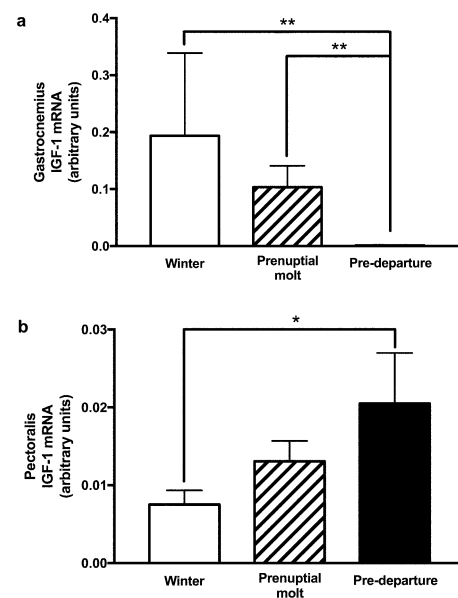 a
**
**
Gastrocnemius
IGF-1 mRNA
(arbitrary units)
0.4
0.3
0.2
0.1
0.0
Winter
Prenuptial
molt
Pre-departure
b
*
Pectoralis
IGF-1 mRNA
(arbitrary units)
0.03
0.02
0.01
0.00
Winter
Prenuptial
molt
Pre-departure